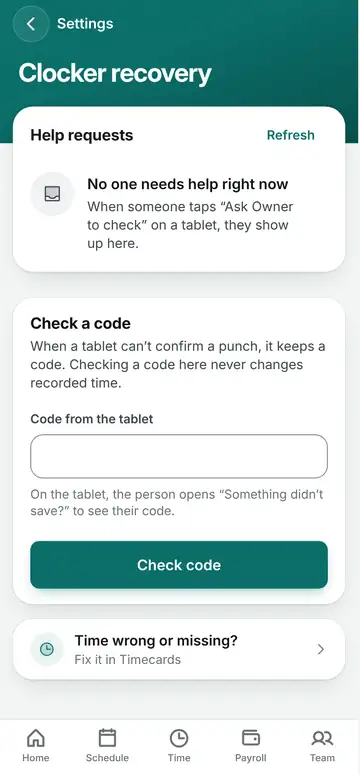 Settings
Clocker recovery
Help requests
Refresh
No one needs help right now
When someone taps “Ask Owner
to check” on a tablet, they show
up here.
Check a code
When a tablet can’t confirm a punch, it keeps a
code. Checking a code here never changes
recorded time.
Code from the tablet
On the tablet, the person opens “Something didn’t
save?” to see their code.
Check code
Time wrong or missing?
Fix it in Timecards
Home
Schedule
Time
Payroll
Team